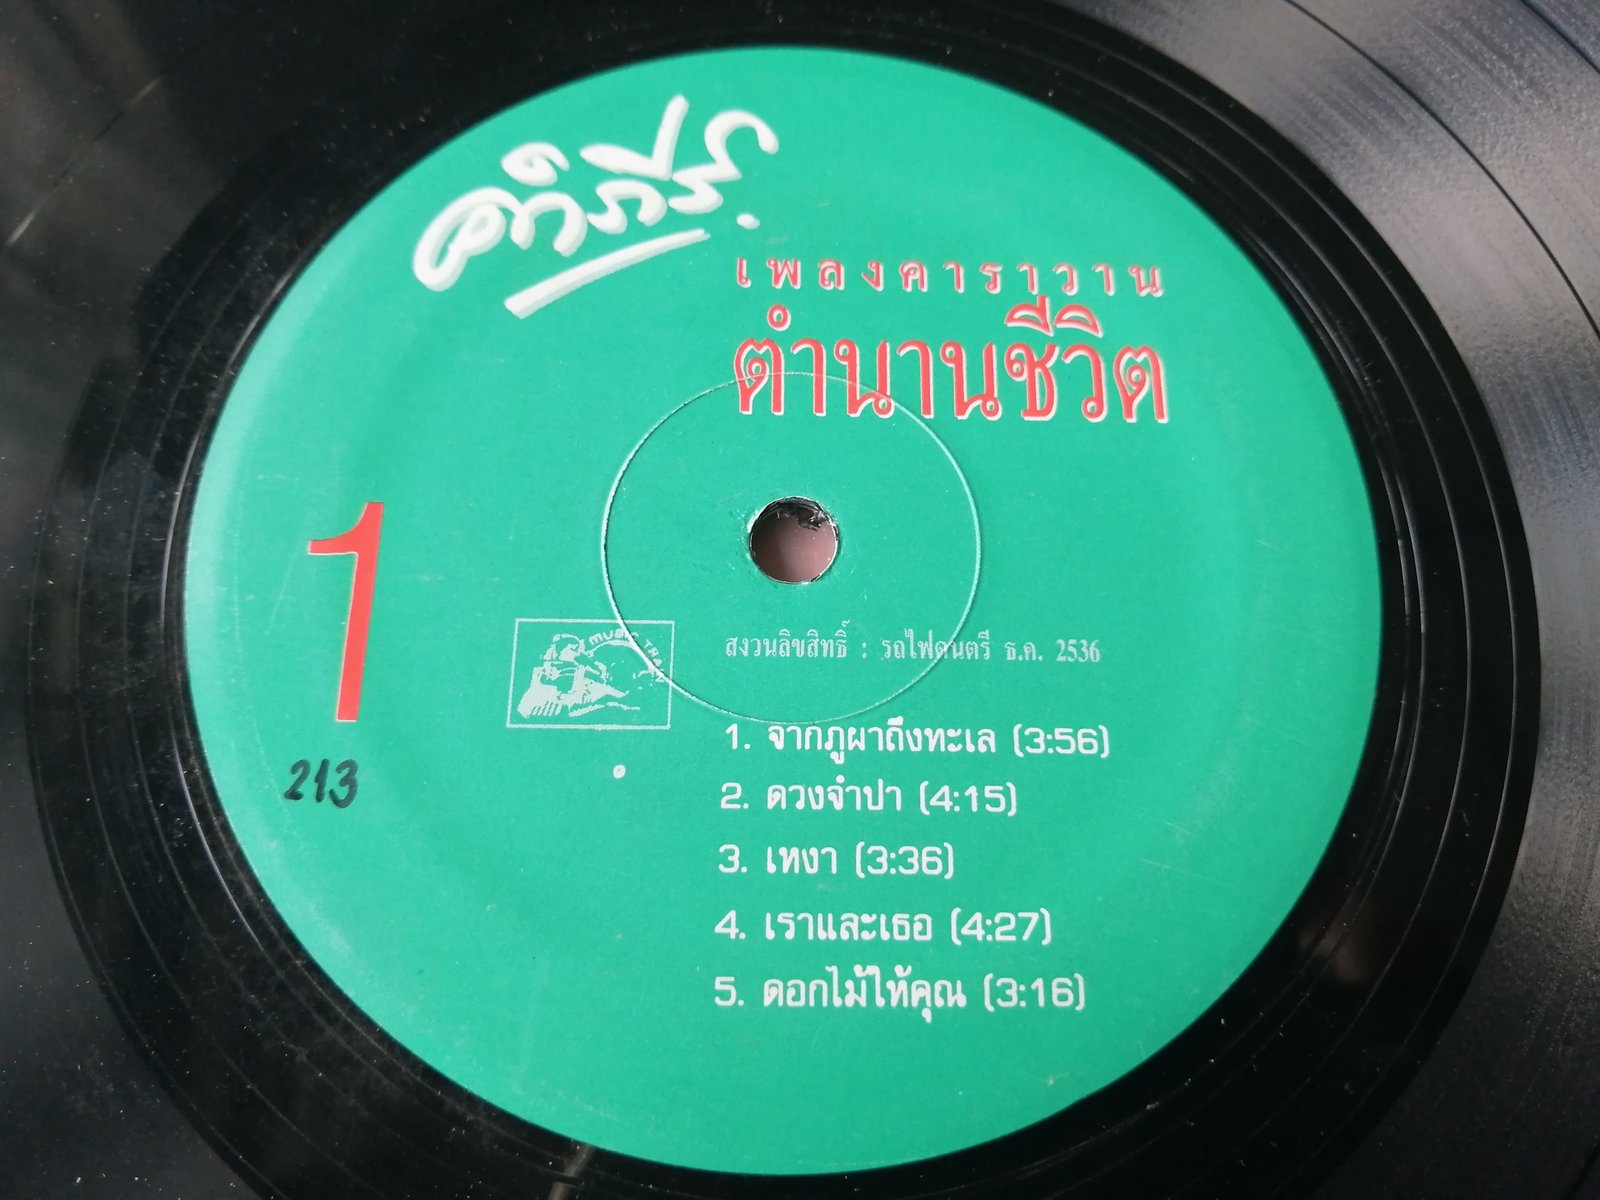 คำภีร์.
เพลงคาราวาน
ตำนานชีวิต
1
213
MUSIC TRAIN
สงวนลิขสิทธิ์ : รถไฟดนตรี ธ.ค. 2536
1. จากภูผาถึงทะเล (3:56)
2. ดวงจำปา (4:15)
3. เหงา (3:36)
4. เราและเธอ (4:27)
5. ดอกไม้ให้คุณ (3:16)